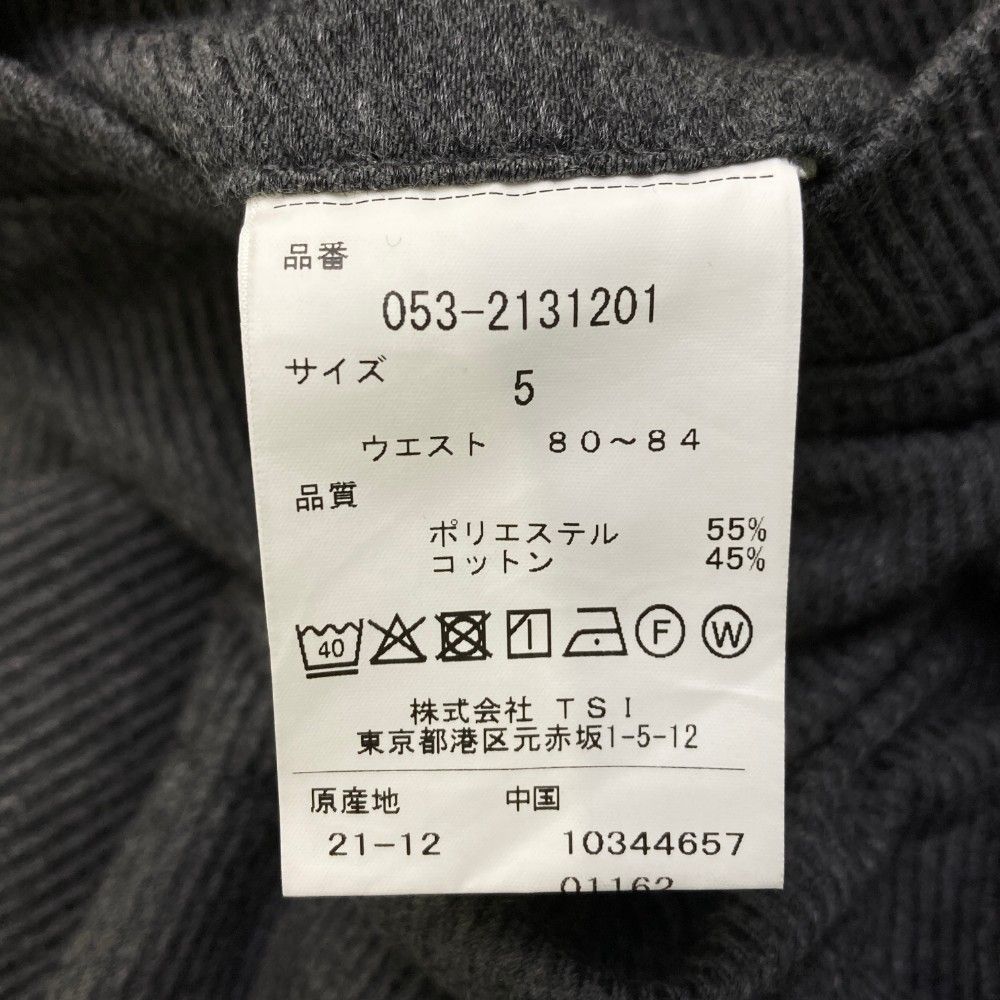 品番
053-2131201
サイズ
5
ウエスト 80~84
品質
ポリエステル 55%
コットン 45%
40 1 F W
株式会社 TSI
東京都港区元赤坂1-5-12
原産地 中国
21-12 10344657
01162